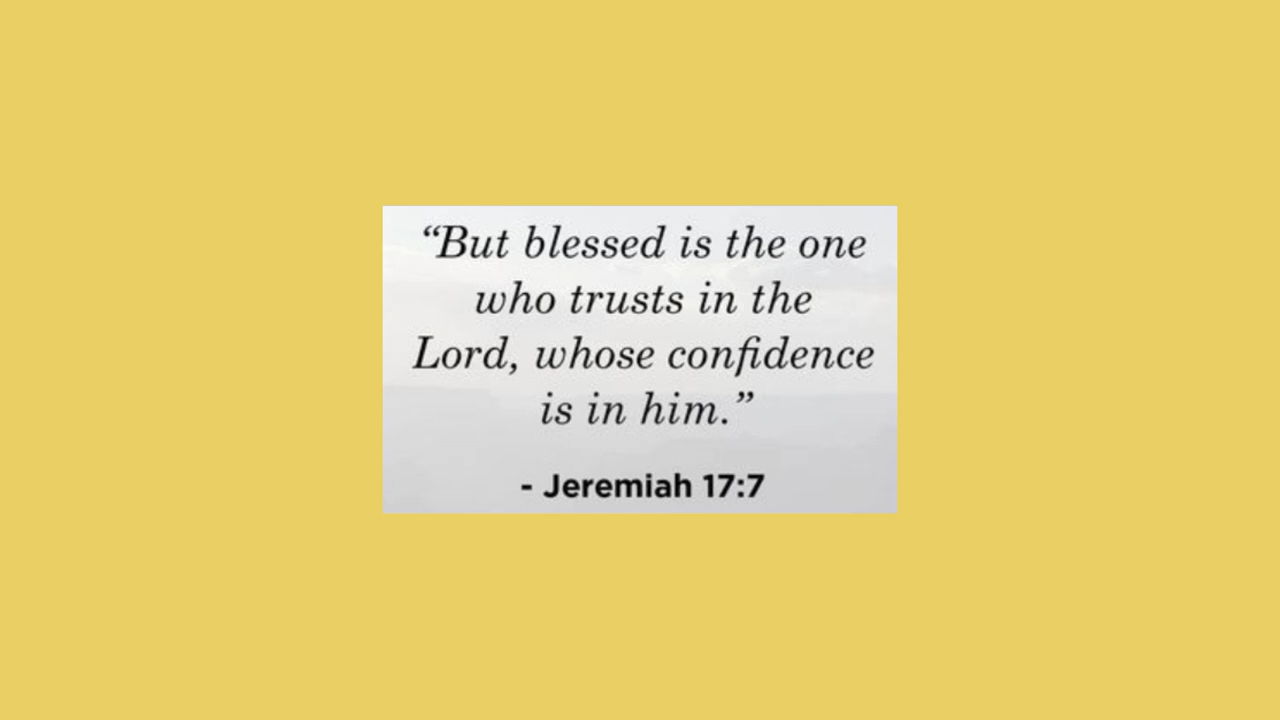 “But blessed is the one
who trusts in the
Lord, whose confidence
is in him.”
- Jeremiah 17:7